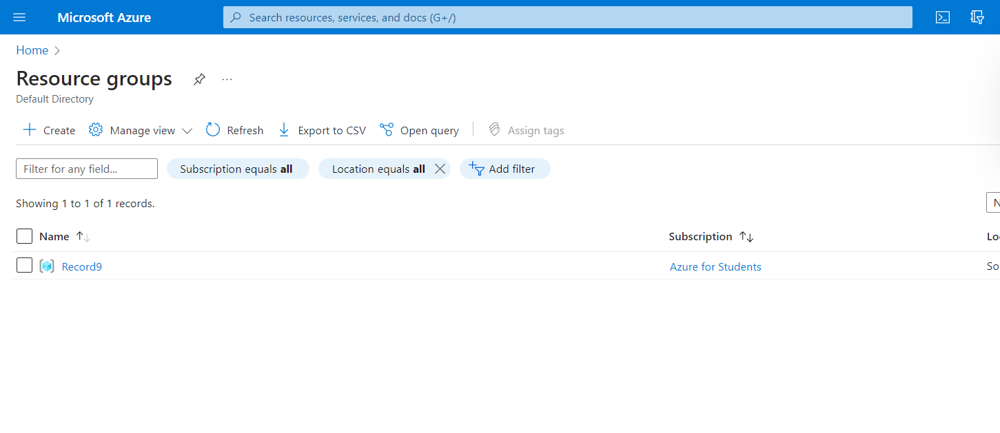 Microsoft Azure
Search resources, services, and docs (G+/)
Home
Resource groups
Default Directory
Create
Manage view
Refresh
Export to CSV
Open query
Assign tags
Filter for any field...
Subscription equals all
Location equals all
Add filter
Showing 1 to 1 of 1 records.
Name
Subscription
Record9
Azure for Students